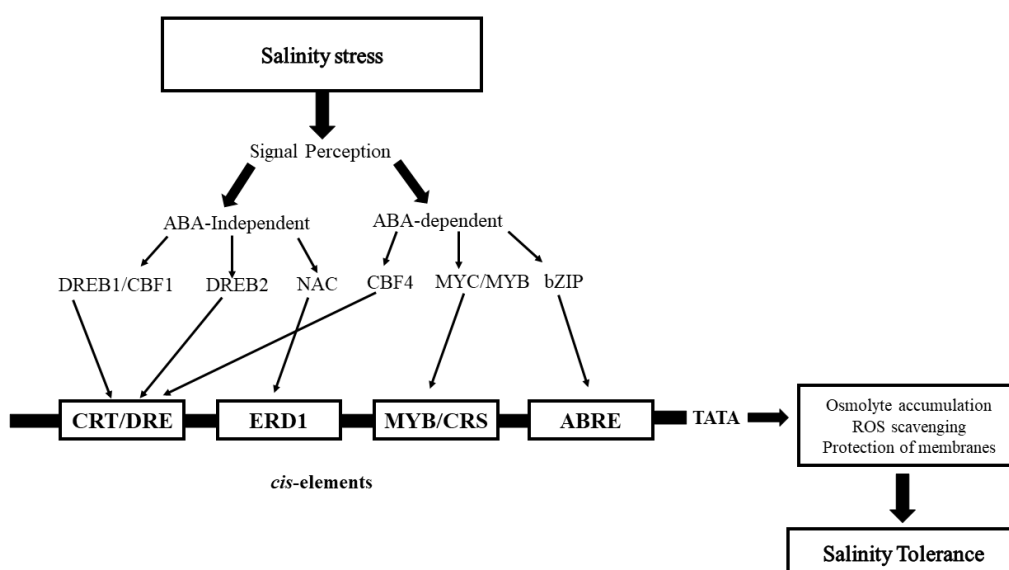 Salinity stress
Signal Perception
ABA-Independent
ABA-dependent
DREB1/CBF1
DREB2
NAC
CBF4
MYC/MYB
bZIP
CRT/DRE
ERD1
MYB/CRS
ABRE
TATA
Osmolyte accumulation
ROS scavenging
Protection of membranes
cis-elements
Salinity Tolerance